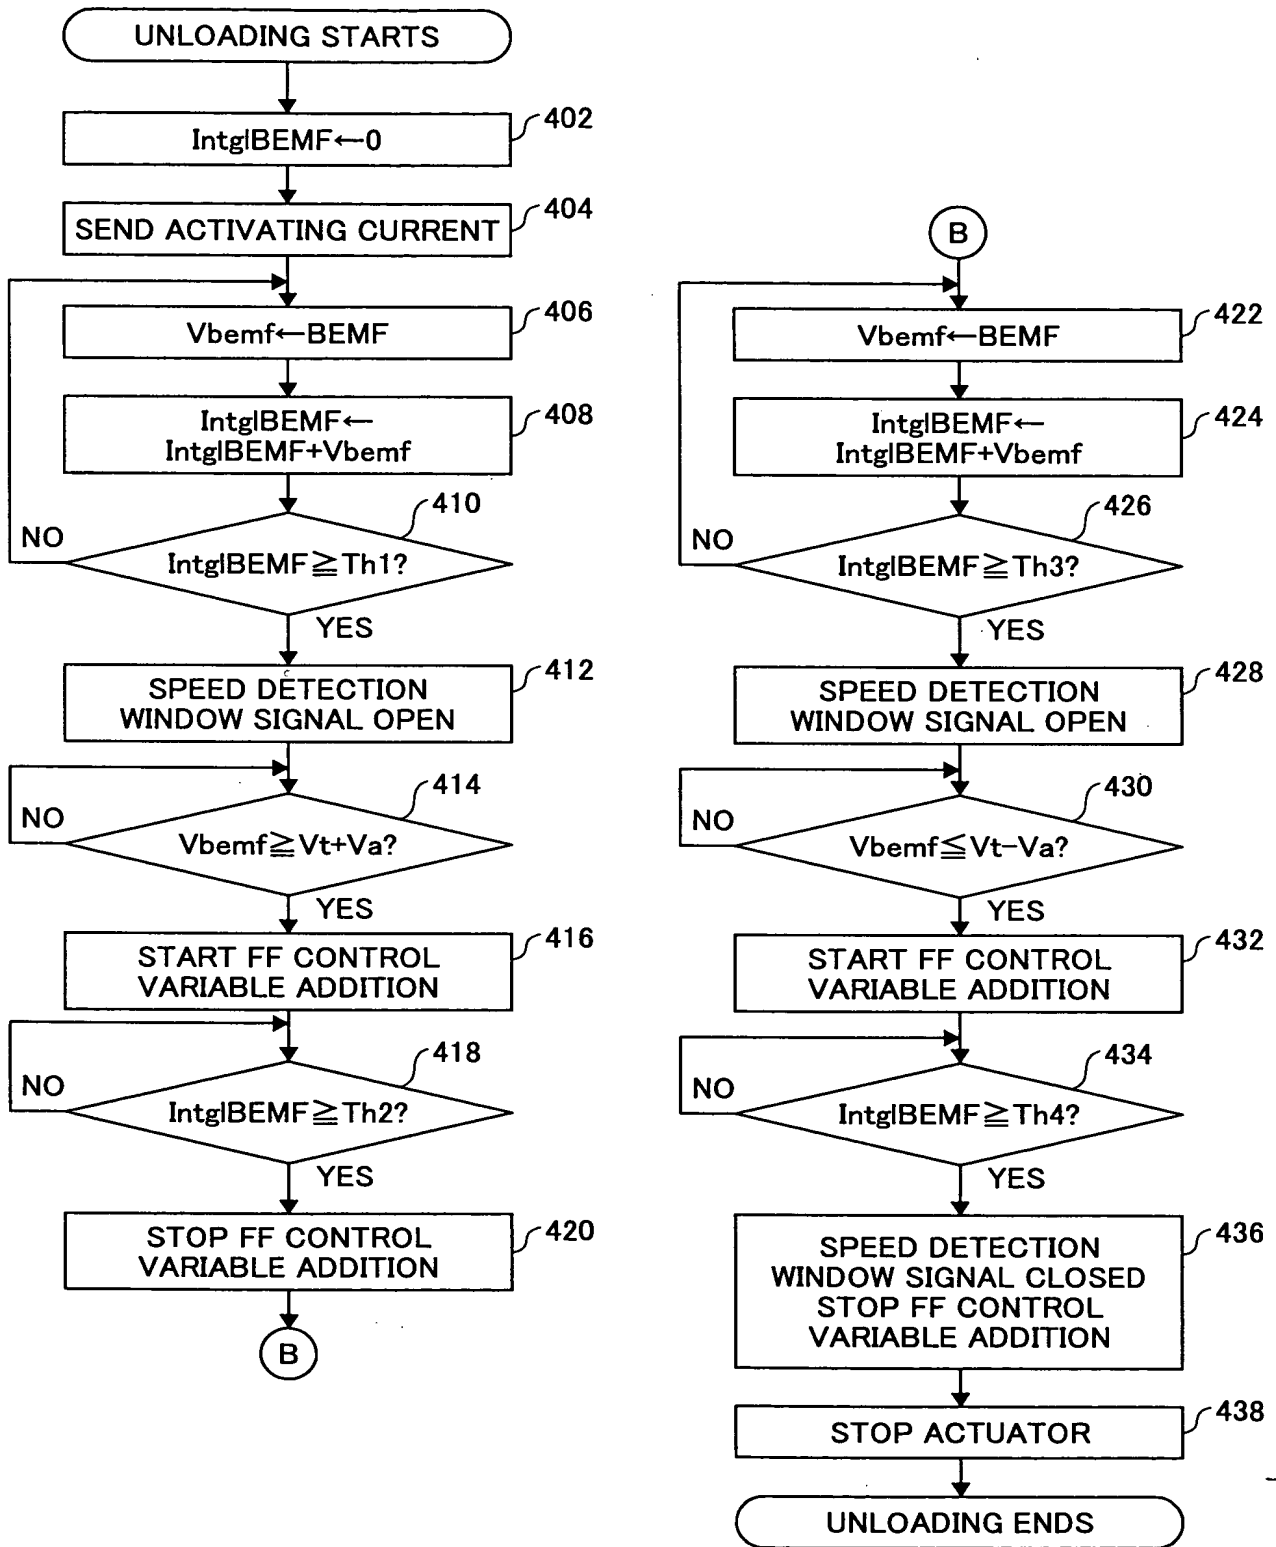 UNLOADING STARTS
IntglBEMF←0
402
SEND ACTIVATING CURRENT
404
Vbemf←BEMF
406
IntglBEMF←
IntglBEMF+Vbemf
408
IntglBEMF≧Th1?
410
NO
YES
SPEED DETECTION
WINDOW SIGNAL OPEN
412
Vbemf≧Vt+Va?
414
NO
YES
START FF CONTROL
VARIABLE ADDITION
416
IntglBEMF≧Th2?
418
NO
YES
STOP FF CONTROL
VARIABLE ADDITION
420
B
B
Vbemf←BEMF
422
IntglBEMF←
IntglBEMF+Vbemf
424
IntglBEMF≧Th3?
426
NO
YES
SPEED DETECTION
WINDOW SIGNAL OPEN
428
Vbemf≦Vt−Va?
430
NO
YES
START FF CONTROL
VARIABLE ADDITION
432
IntglBEMF≧Th4?
434
NO
YES
SPEED DETECTION
WINDOW SIGNAL CLOSED
STOP FF CONTROL
VARIABLE ADDITION
436
STOP ACTUATOR
438
UNLOADING ENDS